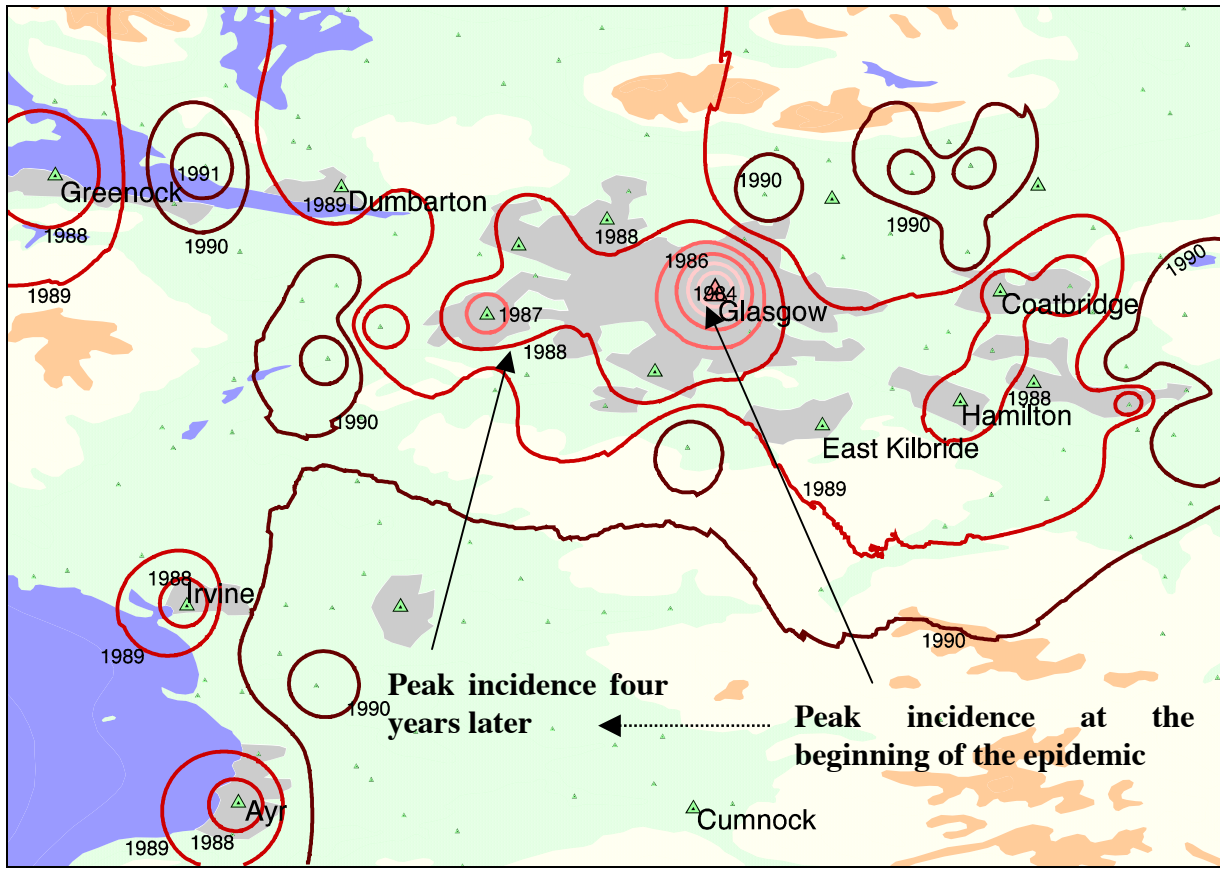 1990
1991
Greenock
1989
Dumbarton
1990
1988
1990
1988
1990
1986
1989
1984
Glasgow
Coatbridge
1987
1988
1988
Hamilton
1990
East Kilbride
1989
1988
Irvine
1989
1990
Peak incidence four
years later
1990
Peak incidence at the
beginning of the epidemic
Ayr
1988
1989
Cumnock